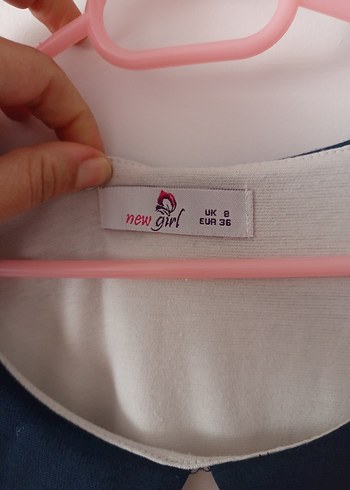 new girl
UK 8
EUR 36